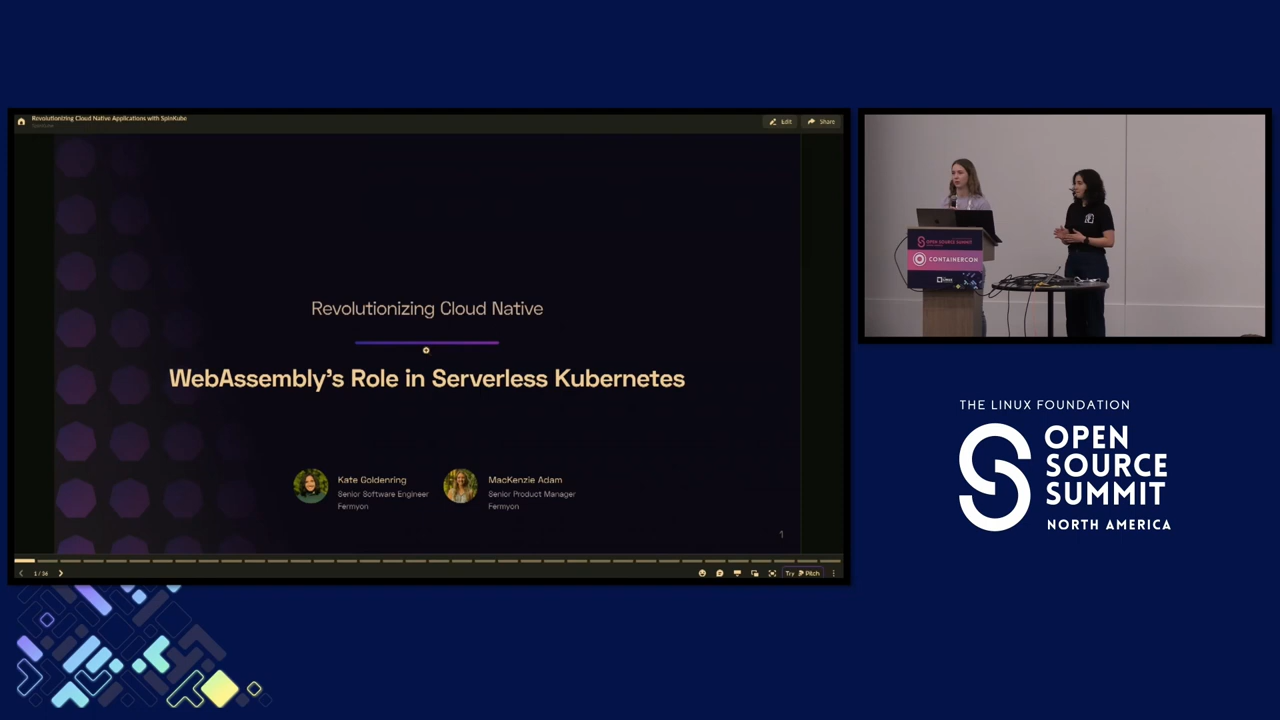 Revolutionizing Cloud Native Applications with SpinKube
SpinKube
Edit
Share
Revolutionizing Cloud Native
WebAssembly's Role in Serverless Kubernetes
Kate Goldenring
Senior Software Engineer
Fermyon
MacKenzie Adam
Senior Product Manager
Fermyon
1
1 / 36
Try Pitch
OPEN SOURCE SUMMIT
CONTAINERCON
THE LINUX FOUNDATION
OPEN
SOURCE
SUMMIT
NORTH AMERICA